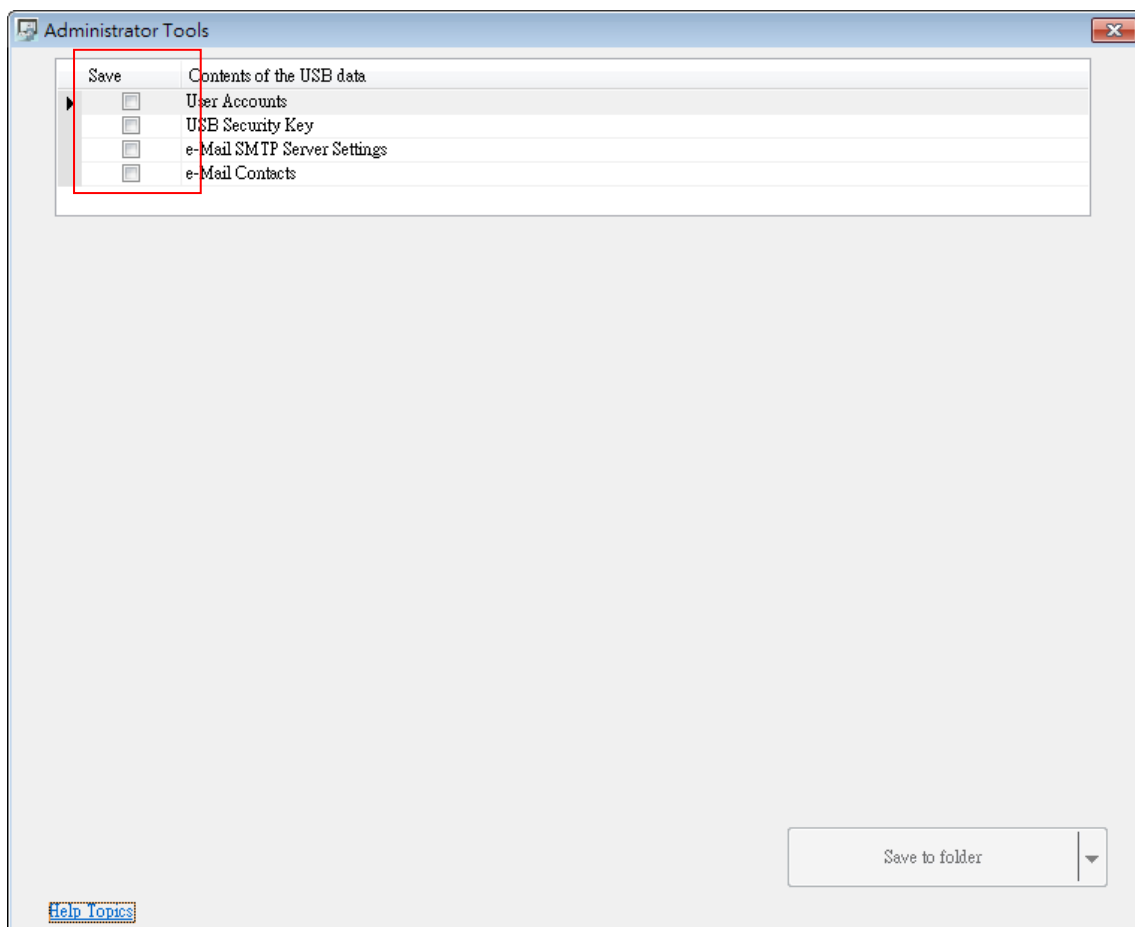 Administrator Tools
Save Contents of the USB data
User Accounts
USB Security Key
e-Mail SMTP Server Settings
e-Mail Contacts
Save to folder
Help Topics